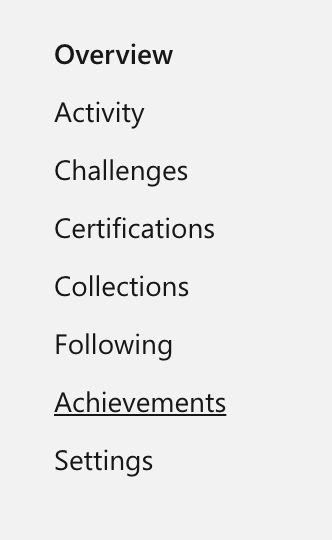 Overview
Activity
Challenges
Certifications
Collections
Following
Achievements
Settings